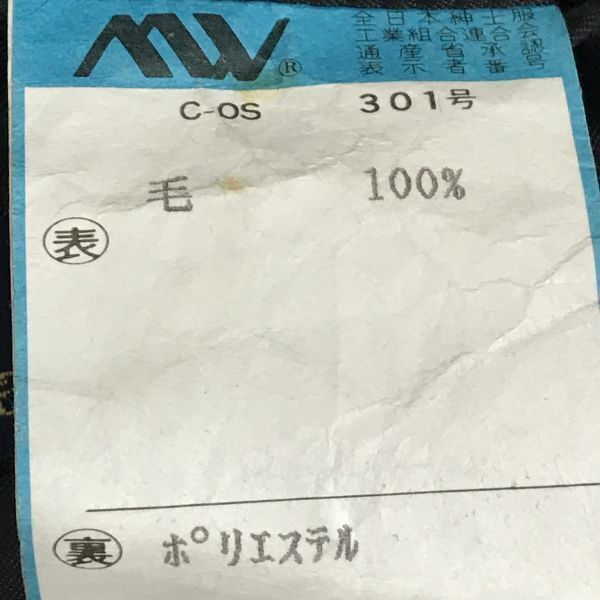 MW®
全日本紳士服
工業組合連合会
通産省承認
表示者番号
C-OS 301号
毛 100%
表
裏 ポリエステル